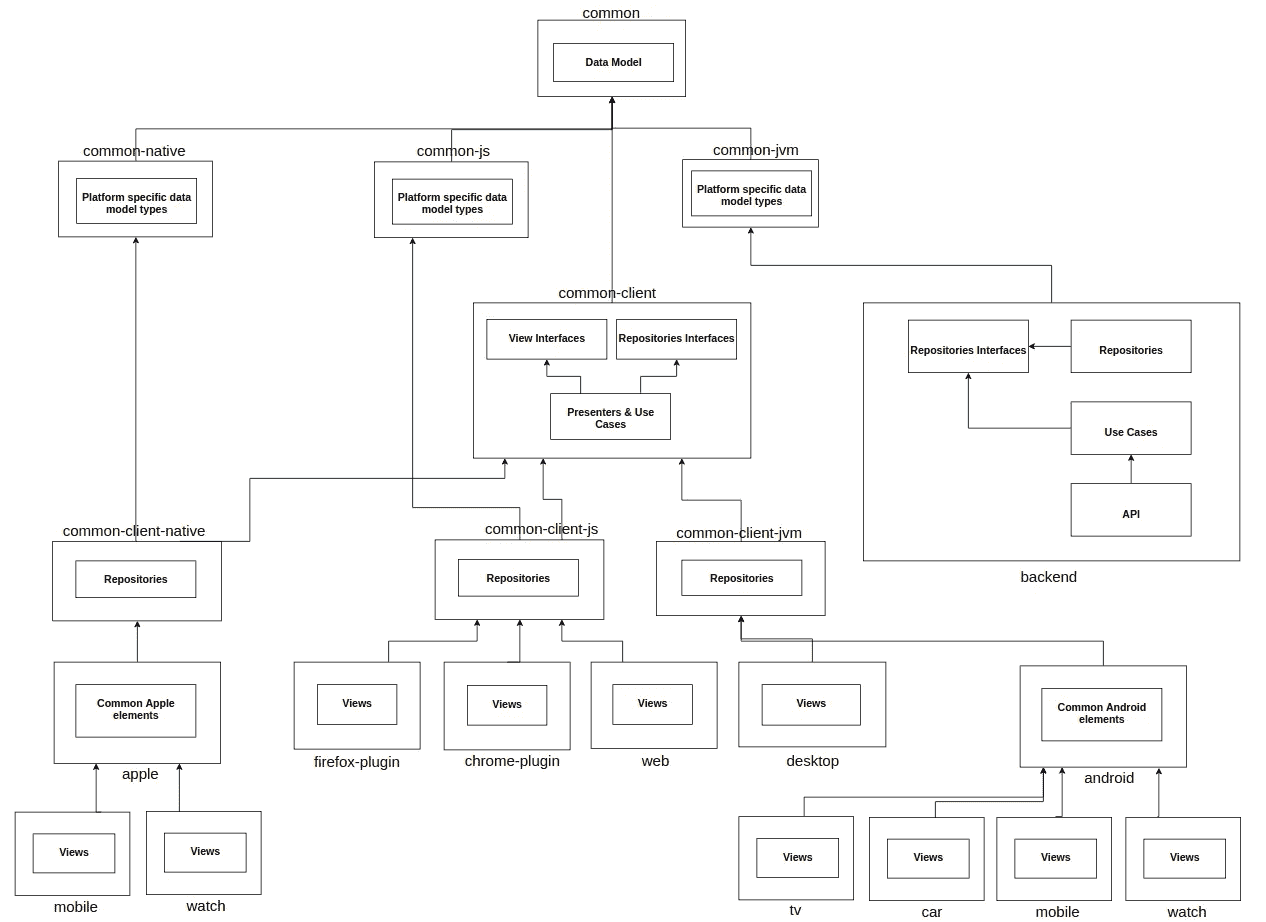 common
Data Model
common-native
Platform specific data
model types
common-js
Platform specific data
model types
common-jvm
Platform specific data
model types
common-client
View Interfaces
Repositories Interfaces
Presenters & Use
Cases
Repositories Interfaces
Repositories
Use Cases
API
backend
common-client-native
Repositories
common-client-js
Repositories
common-client-jvm
Repositories
Common Apple
elements
apple
Views
firefox-plugin
Views
chrome-plugin
Views
web
Views
desktop
Common Android
elements
android
Views
mobile
Views
watch
Views
tv
Views
car
Views
mobile
Views
watch